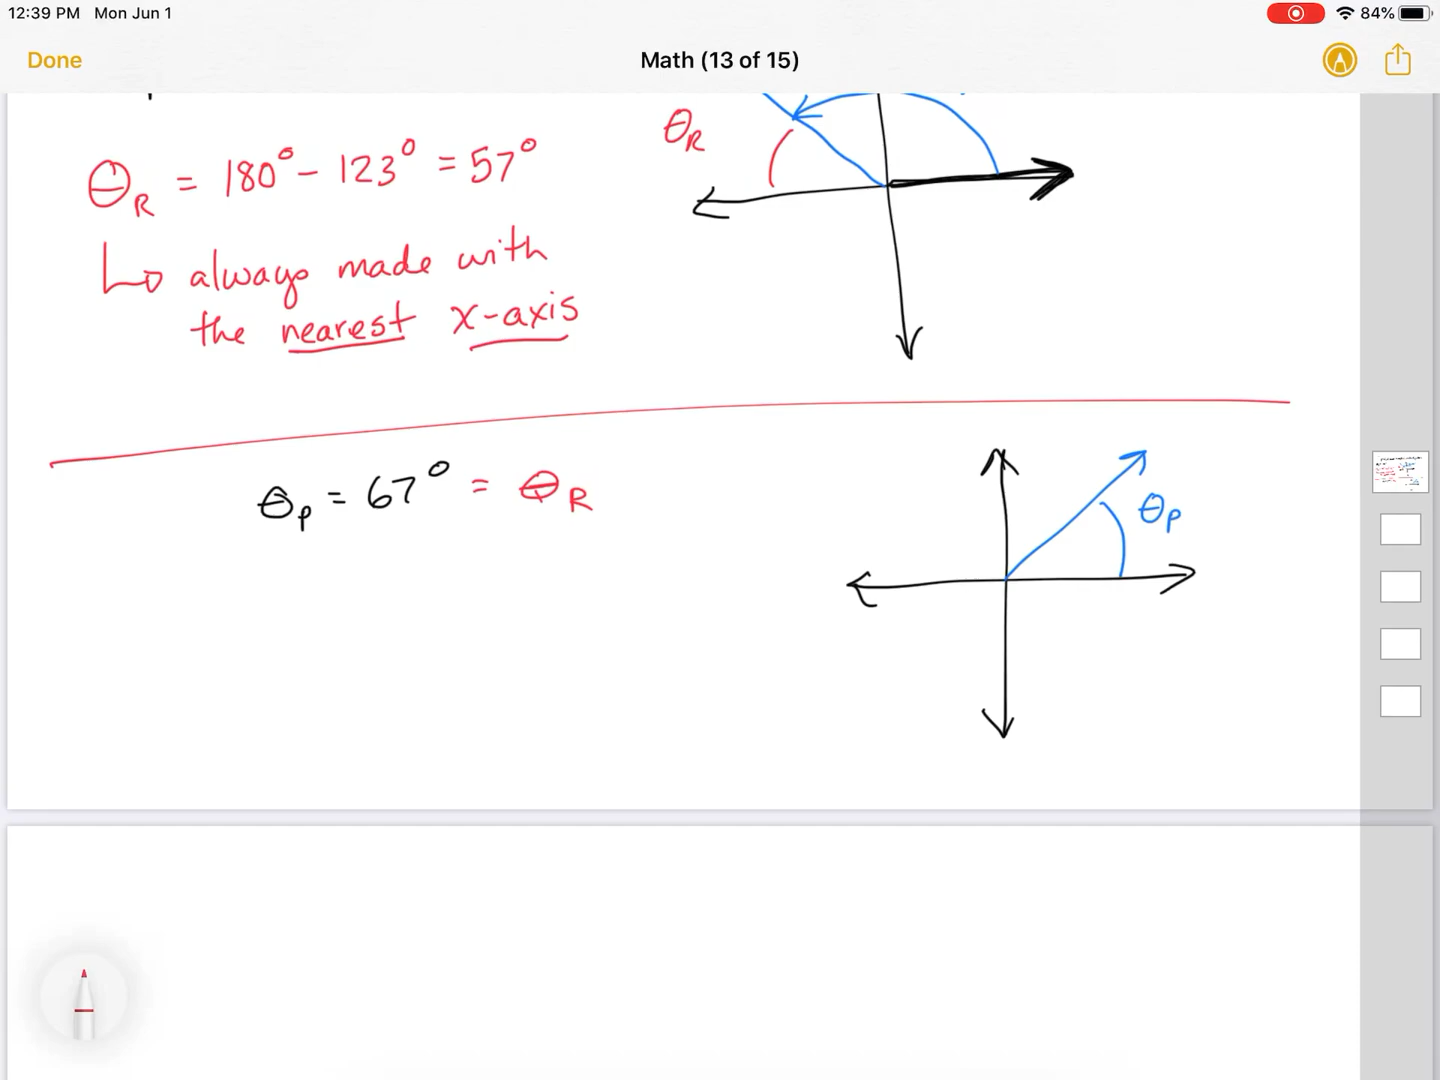 12:39 PM Mon Jun 1
84%
Done
Math (13 of 15)
θR
θR = 180° - 123° = 57°
↳ always made with
the nearest x-axis
θP = 67° = θR
θP